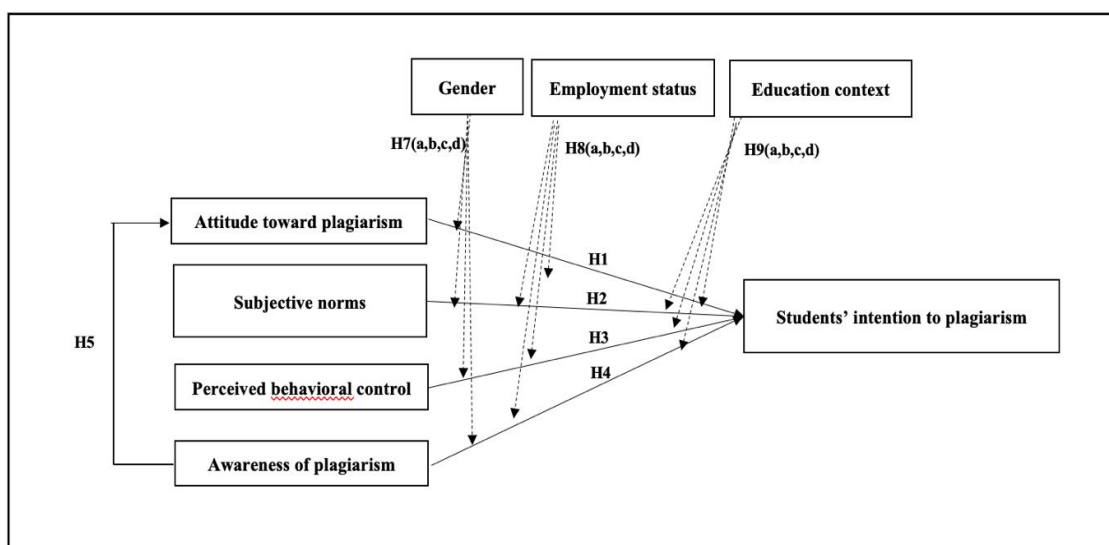 Gender
Employment status
Education context
H7(a,b,c,d)
H8(a,b,c,d)
H9(a,b,c,d)
Attitude toward plagiarism
H1
Subjective norms
H2
Students’ intention to plagiarism
H5
H3
Perceived behavioral control
H4
Awareness of plagiarism